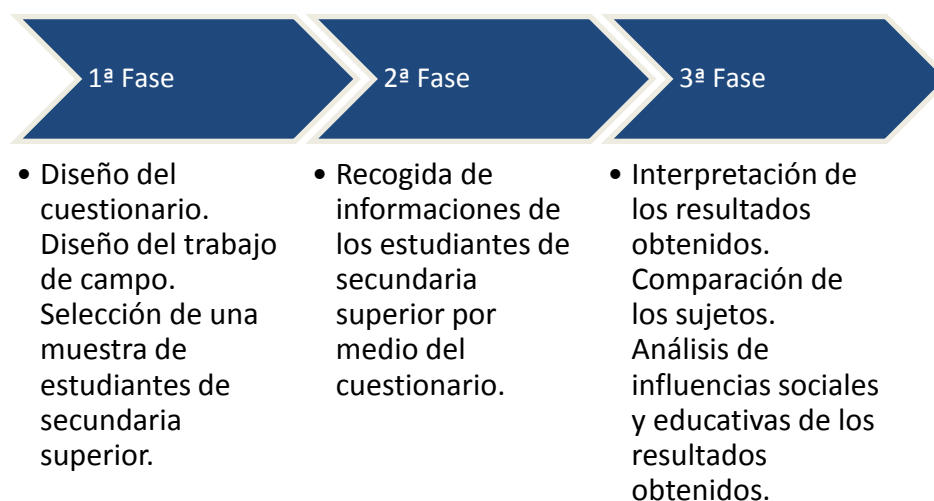 1ª Fase
• Diseño del
cuestionario.
Diseño del trabajo
de campo.
Selección de una
muestra de
estudiantes de
secundaria
superior.
2ª Fase
• Recogida de
informaciones de
los estudiantes de
secundaria
superior por
medio del
cuestionario.
3ª Fase
• Interpretación de
los resultados
obtenidos.
Comparación de
los sujetos.
Análisis de
influencias sociales
y educativas de los
resultados
obtenidos.